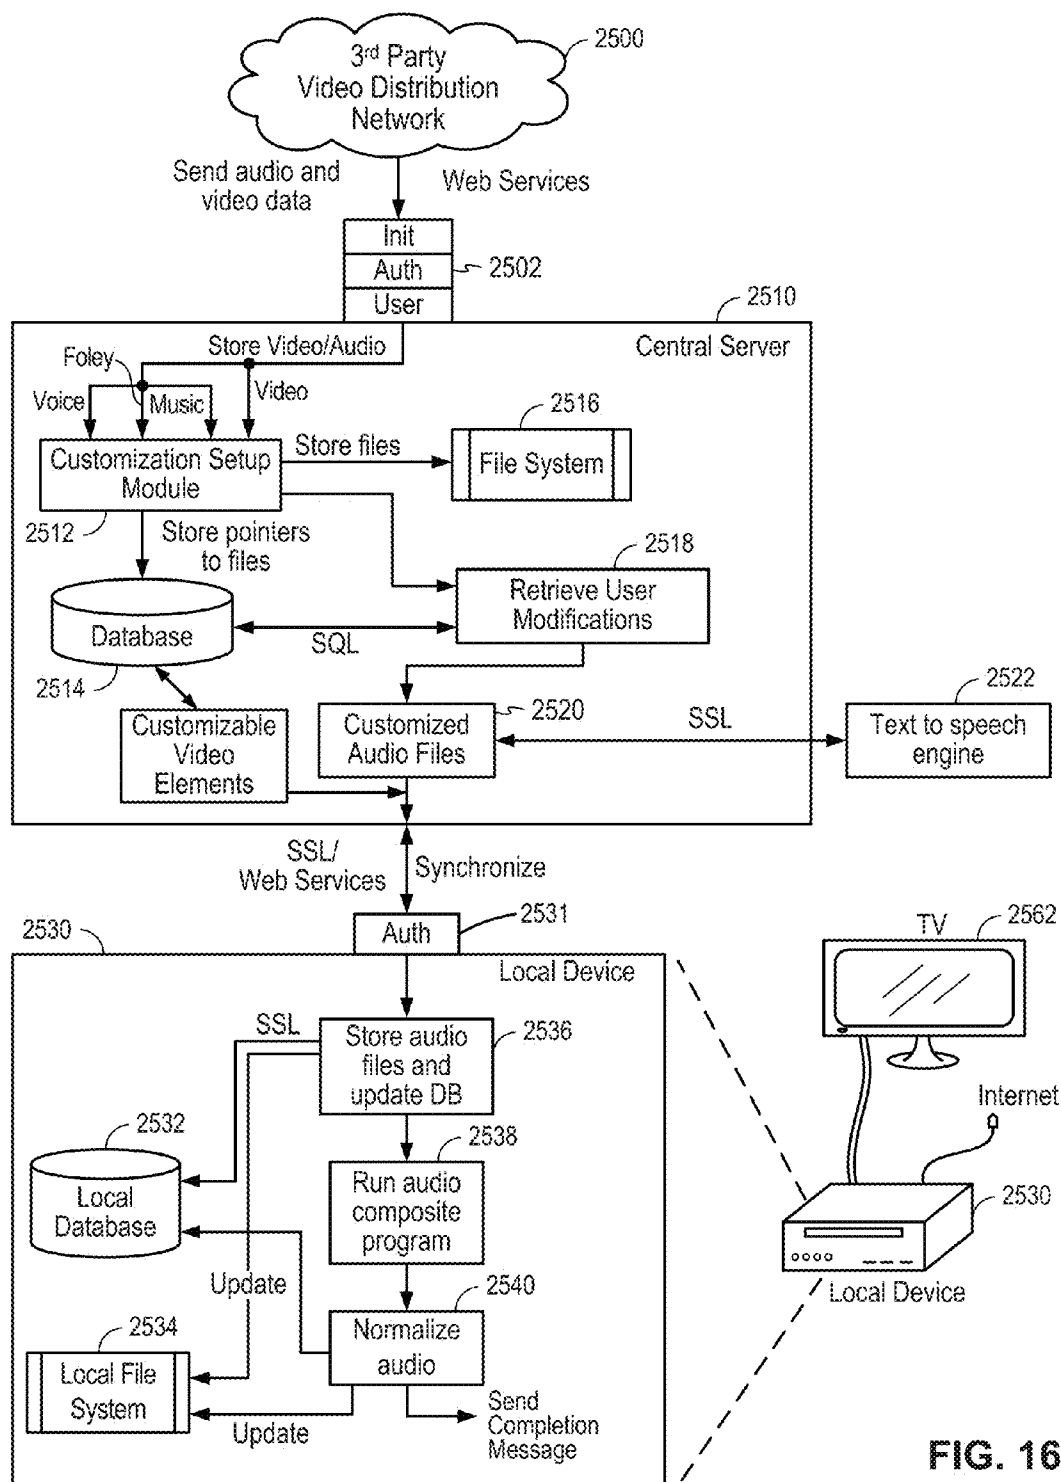 2500
3rd Party
Video Distribution
Network
Send audio and
video data
Web Services
Init
Auth
User
2502
2510
Central Server
Store Video/Audio
Foley
Voice
Music
Video
Customization Setup
Module
2512
Store files
2516
File System
Store pointers
to files
2518
Retrieve User
Modifications
Database
2514
SQL
Customizable
Video
Elements
2520
Customized
Audio Files
SSL
2522
Text to speech
engine
SSL/
Web Services
Synchronize
2531
Auth
2530
Local Device
SSL
Store audio
files and
update DB
2536
2532
Local
Database
2538
Run audio
composite
program
Update
2540
Normalize
audio
2534
Local File
System
Update
Send
Completion
Message
TV
2562
Internet
2530
Local Device
FIG. 16